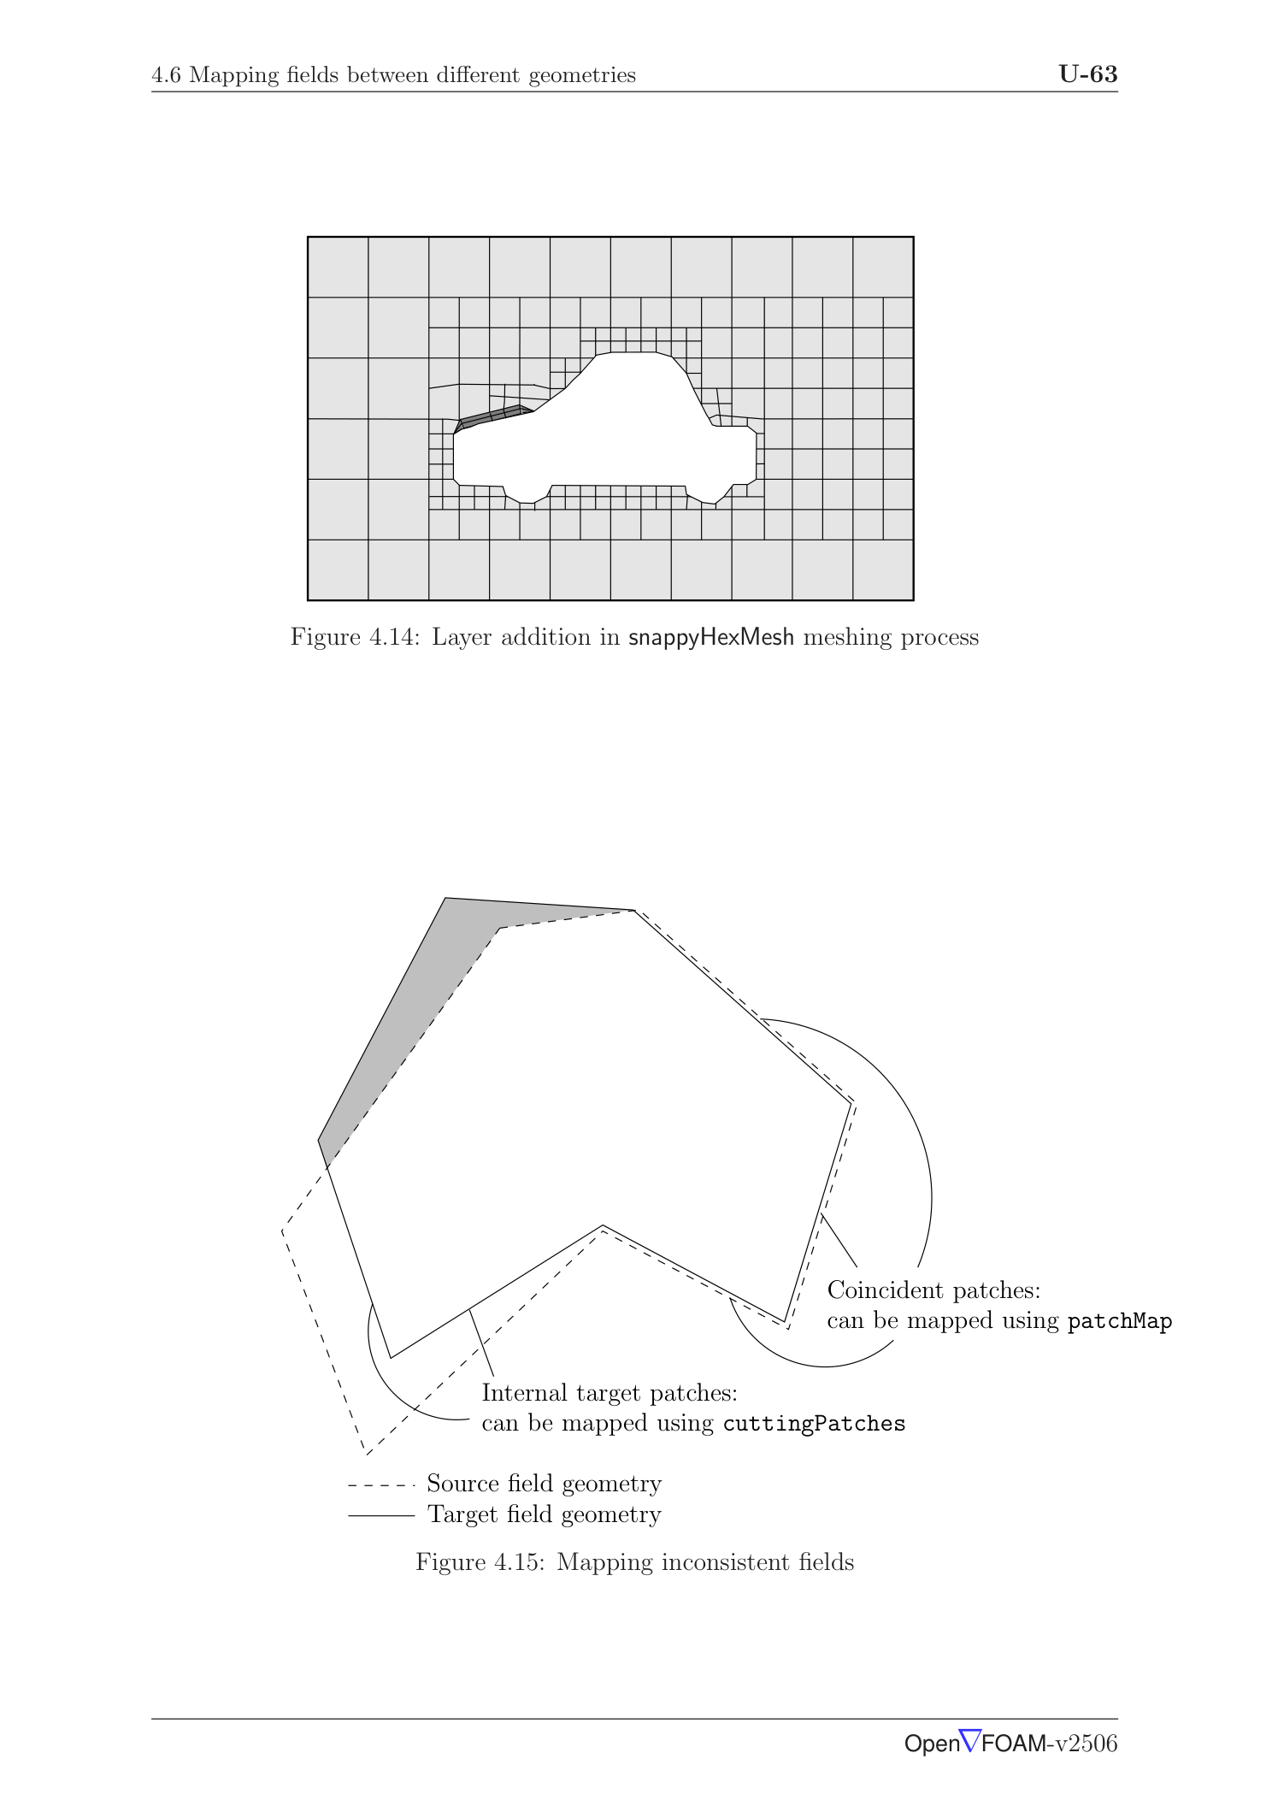 4.6 Mapping fields between different geometries U-63
Figure 4.14: Layer addition in snappyHexMesh meshing process
Coincident patches:
can be mapped using patchMap
Internal target patches:
can be mapped using cuttingPatches
Source field geometry
Target field geometry
Figure 4.15: Mapping inconsistent fields
Open∇FOAM-v2506